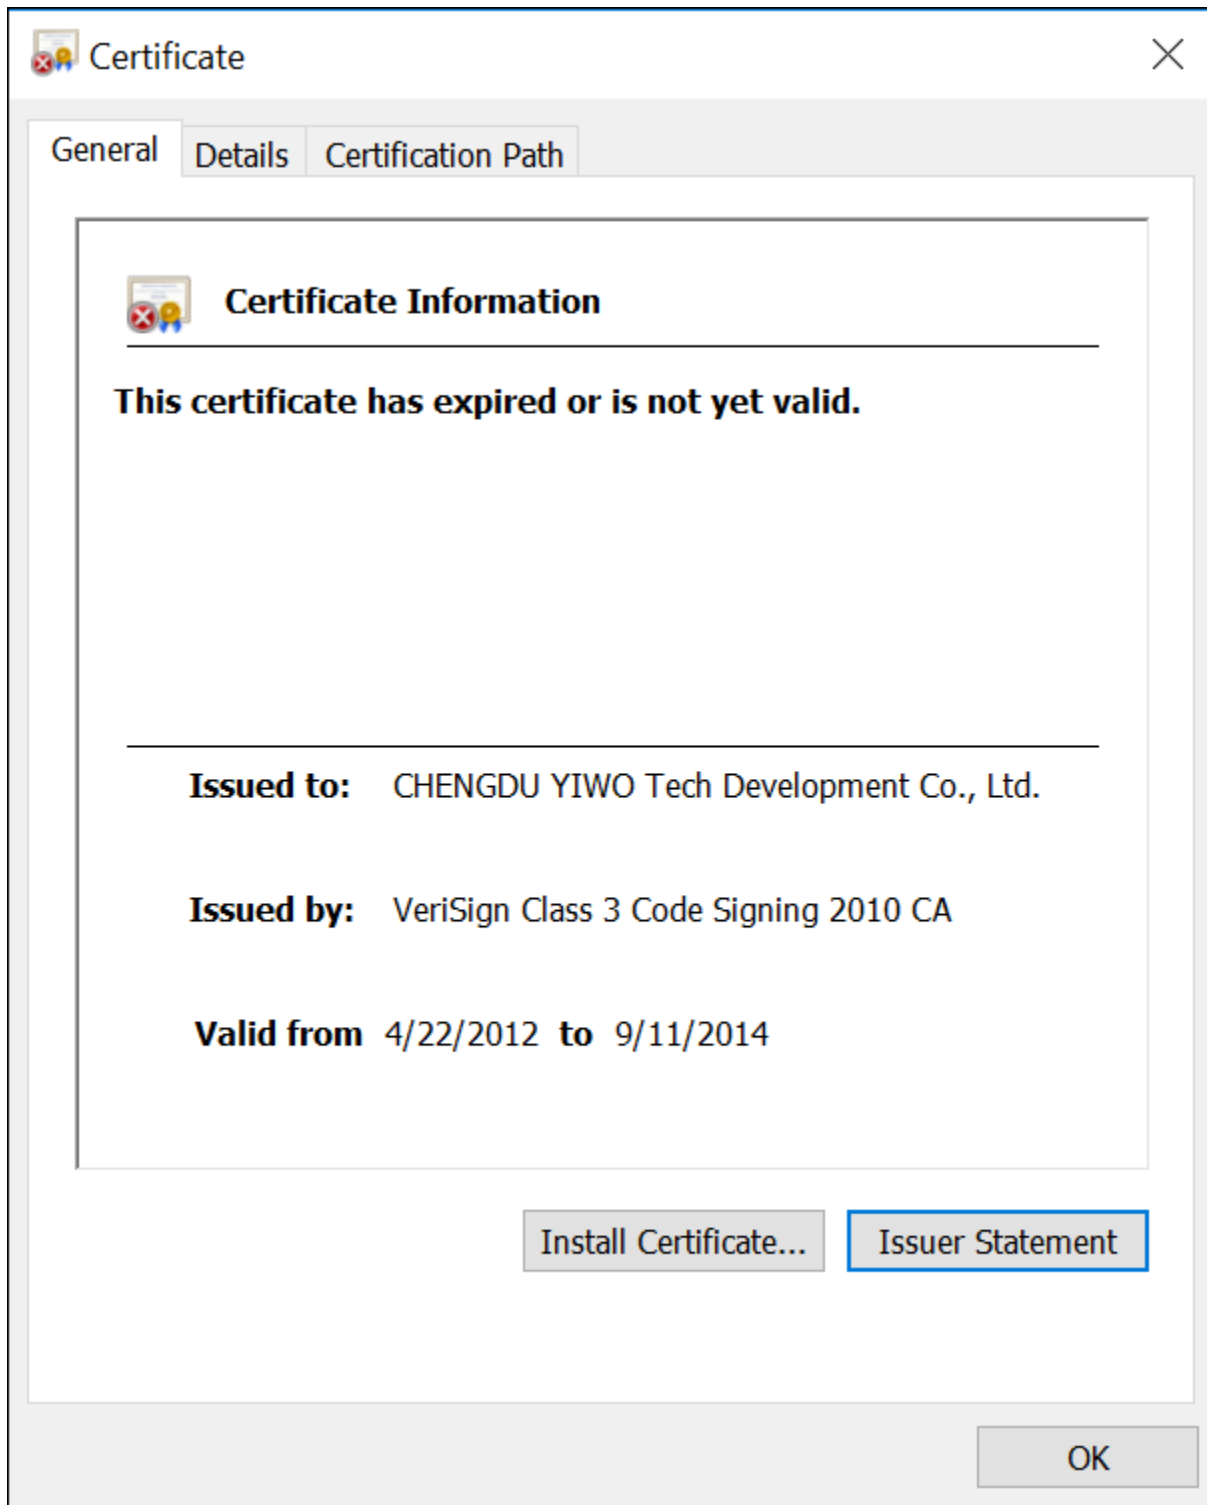 Certificate
General Details Certification Path
Certificate Information
This certificate has expired or is not yet valid.
Issued to: CHENGDU YIWO Tech Development Co., Ltd.
Issued by: VeriSign Class 3 Code Signing 2010 CA
Valid from 4/22/2012 to 9/11/2014
Install Certificate... Issuer Statement
OK